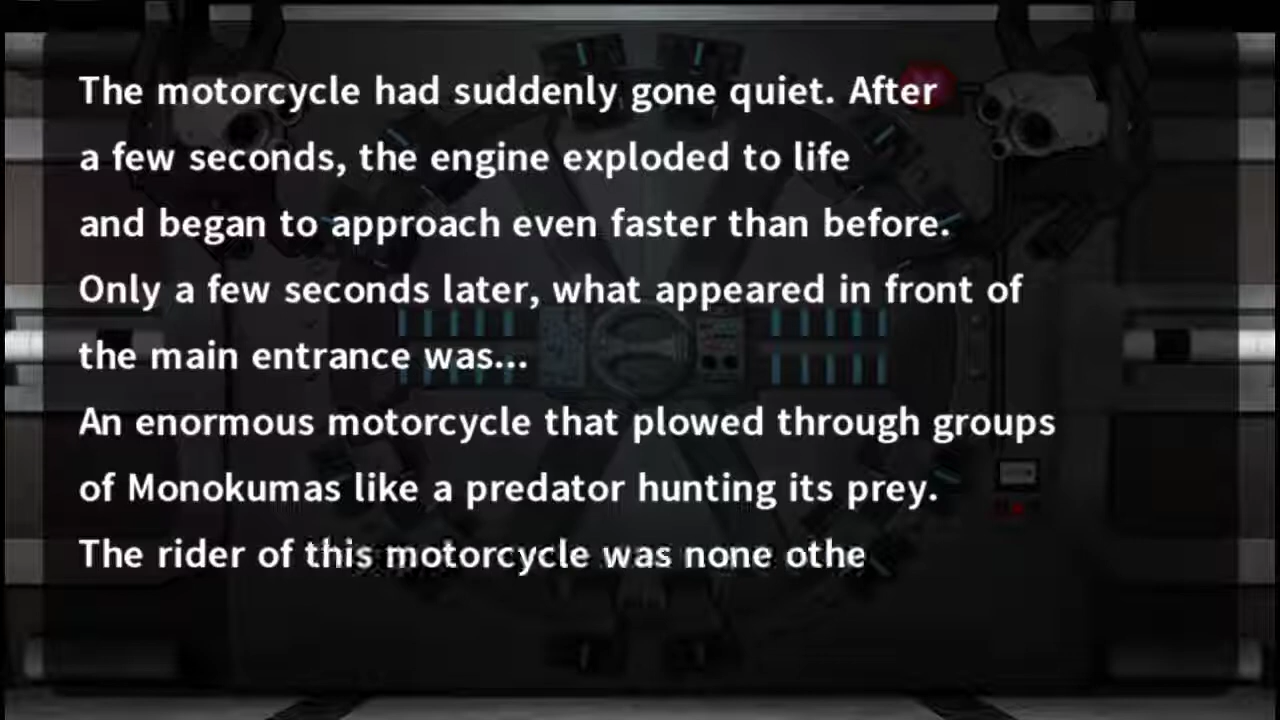 The motorcycle had suddenly gone quiet. After
a few seconds, the engine exploded to life
and began to approach even faster than before.
Only a few seconds later, what appeared in front of
the main entrance was...
An enormous motorcycle that plowed through groups
of Monokumas like a predator hunting its prey.
The rider of this motorcycle was none othe